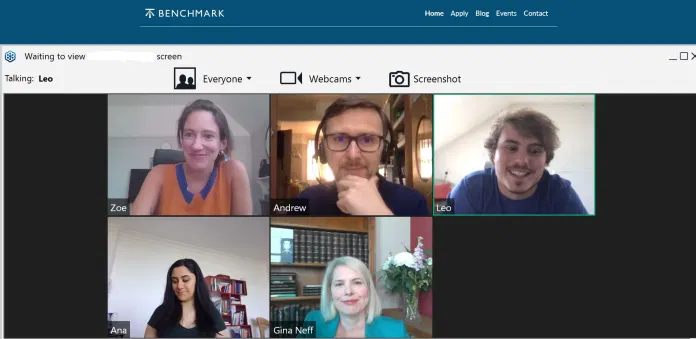 BENCHMARK
Home Apply Blog Events Contact
Waiting to view screen
Talking: Leo Everyone Webcams Screenshot
Zoe Andrew Leo
Ana Gina Neff